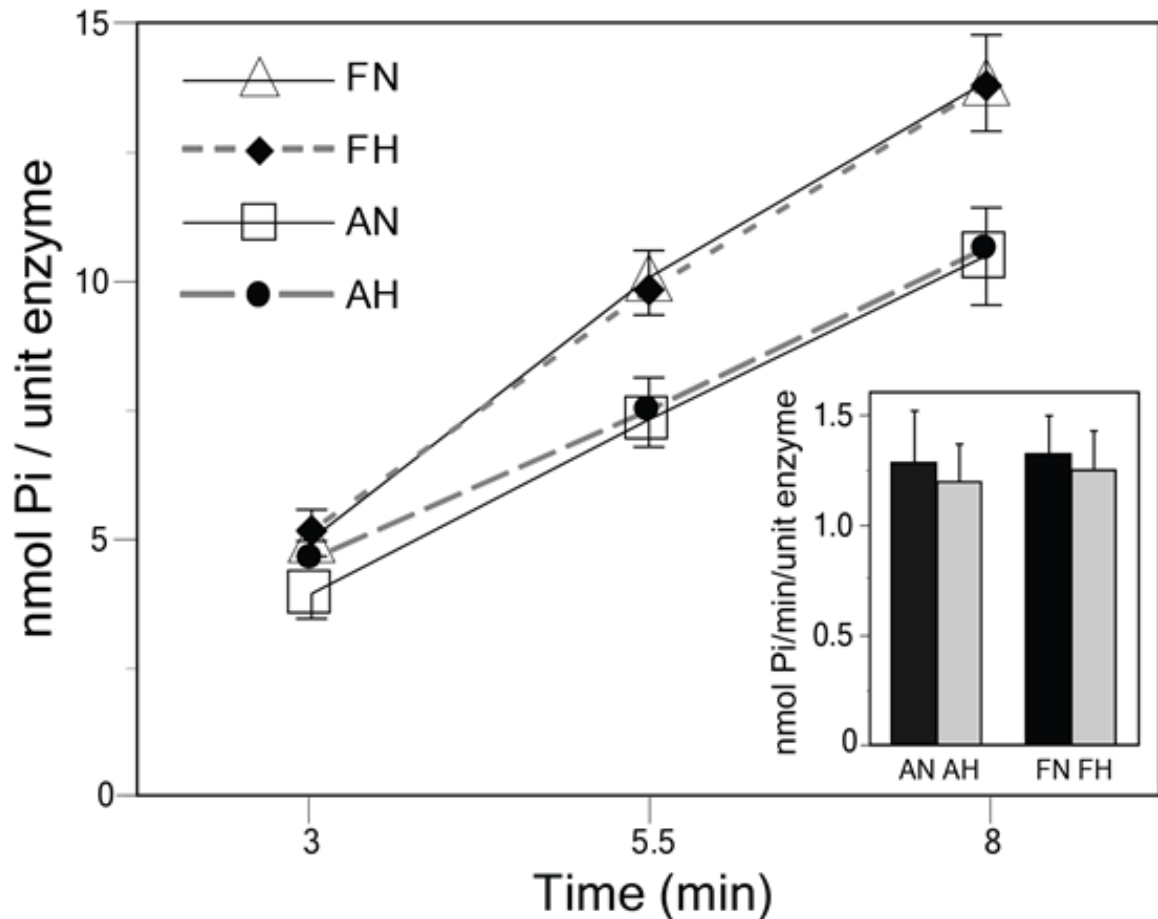 15
10
5
0
nmol Pi / unit enzyme
FN
FH
AN
AH
3
5.5
8
Time (min)
nmol Pi/min/unit enzyme
1.5
1.0
0.5
0
AN AH
FN FH